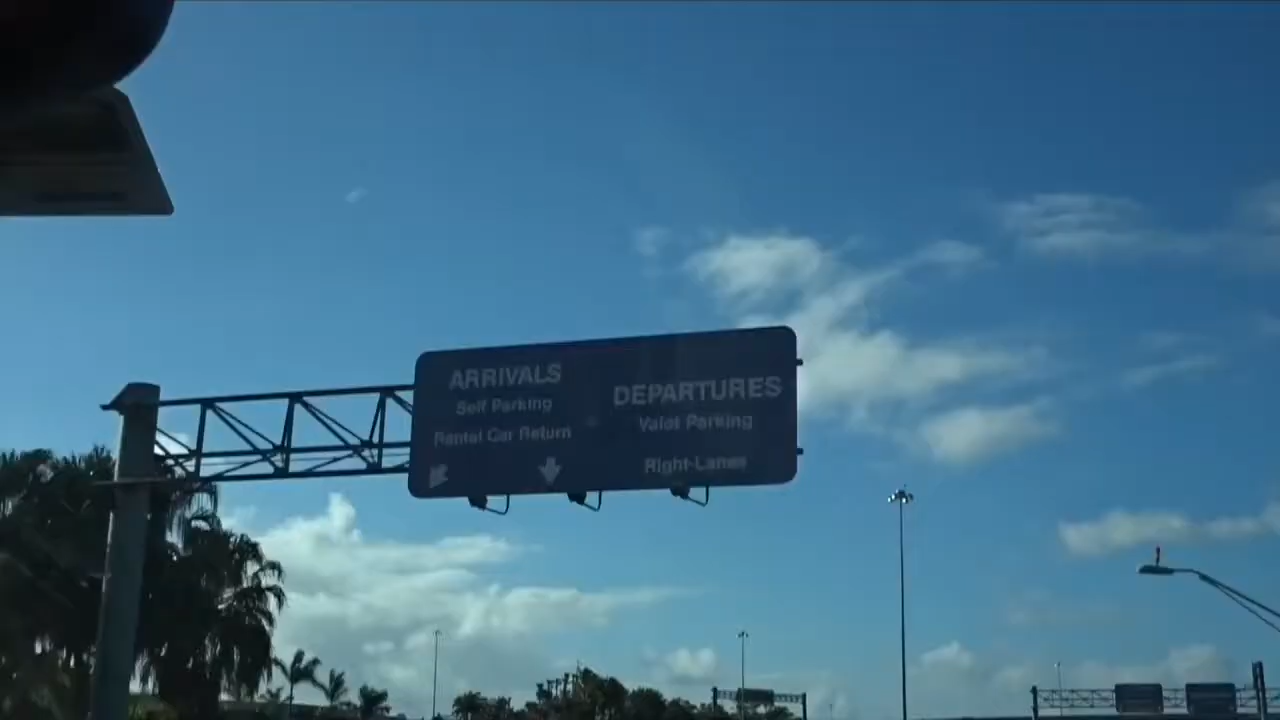 ARRIVALS
Self Parking
Rental Car Return
DEPARTURES
Valet Parking
Right-Lanes